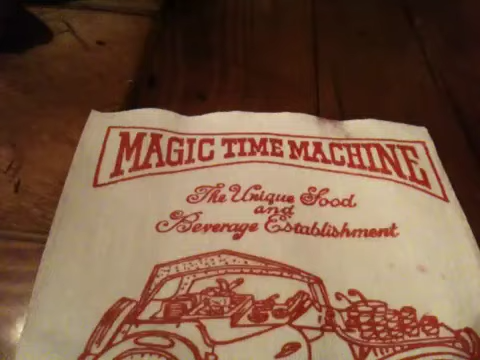 MAGIC TIME MACHINE
The Unique Food
and
Beverage Establishment